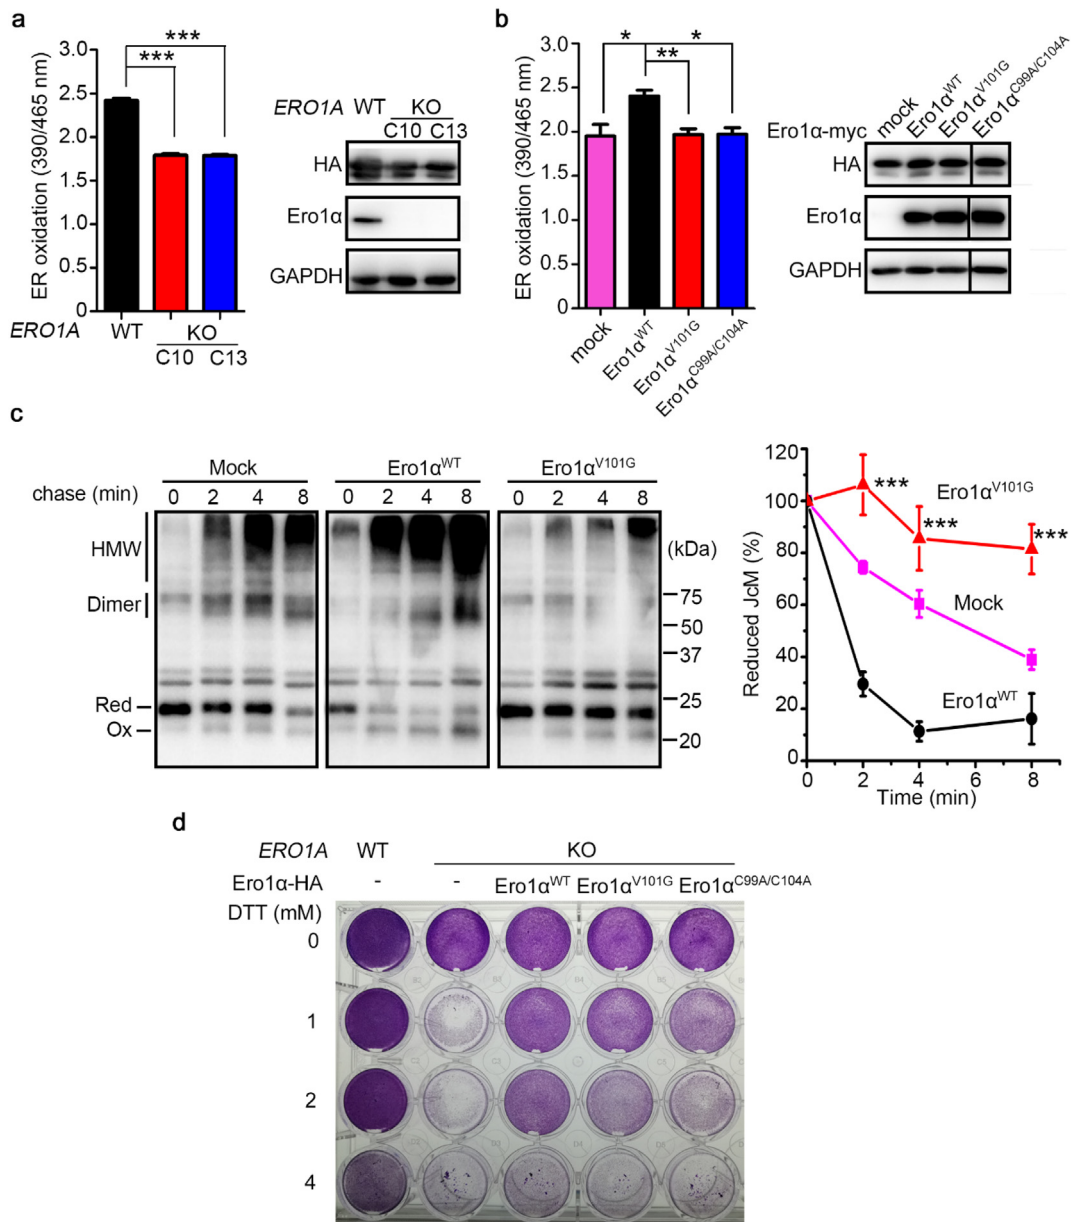 a
3.0
2.5
2.0
1.5
1.0
0.5
0
ER oxidation (390/465 nm)
***
***
ERO1A WT KO
C10 C13
ERO1A WT KO
C10 C13
HA
Ero1α
GAPDH
b
3.0
2.5
2.0
1.5
1.0
0.5
0
ER oxidation (390/465 nm)
* *
**
mock
Ero1α^WT
Ero1α^V101G
Ero1α^C99A/C104A
Ero1α-myc
mock
Ero1α^WT
Ero1α^V101G
Ero1α^C99A/C104A
HA
Ero1α
GAPDH
c
Mock Ero1α^WT Ero1α^V101G
chase (min) 0 2 4 8 0 2 4 8 0 2 4 8
HMW
Dimer
Red
Ox
(kDa)
75
50
37
25
20
Reduced JcM (%)
120
100
80
60
40
20
0
0 2 4 6 8
Time (min)
Ero1α^V101G
***
***
***
Mock
Ero1α^WT
d
ERO1A WT KO
Ero1α-HA - - Ero1α^WT Ero1α^V101G Ero1α^C99A/C104A
DTT (mM)
0
1
2
4